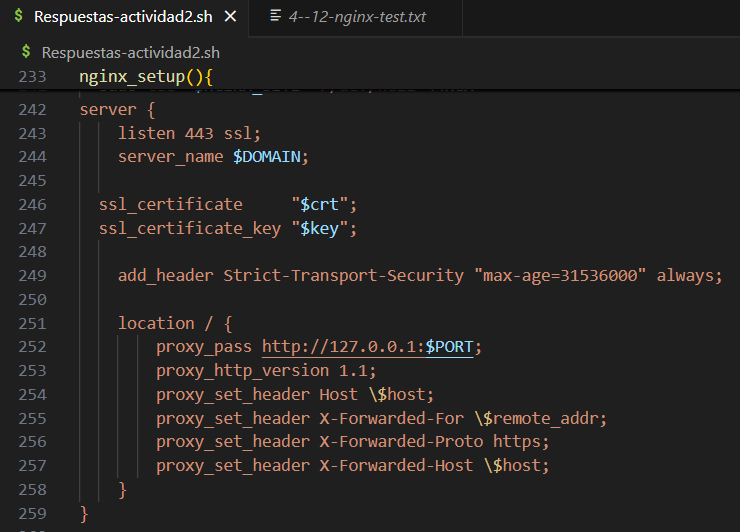 $ Respuestas-actividad2.sh × 4--12-nginx-test.txt
$ Respuestas-actividad2.sh
233 nginx_setup(){
242 server {
243 listen 443 ssl;
244 server_name $DOMAIN;
245
246 ssl_certificate "$crt";
247 ssl_certificate_key "$key";
248
249 add_header Strict-Transport-Security "max-age=31536000" always;
250
251 location / {
252 proxy_pass http://127.0.0.1:$PORT;
253 proxy_http_version 1.1;
254 proxy_set_header Host \$host;
255 proxy_set_header X-Forwarded-For \$remote_addr;
256 proxy_set_header X-Forwarded-Proto https;
257 proxy_set_header X-Forwarded-Host \$host;
258 }
259 }